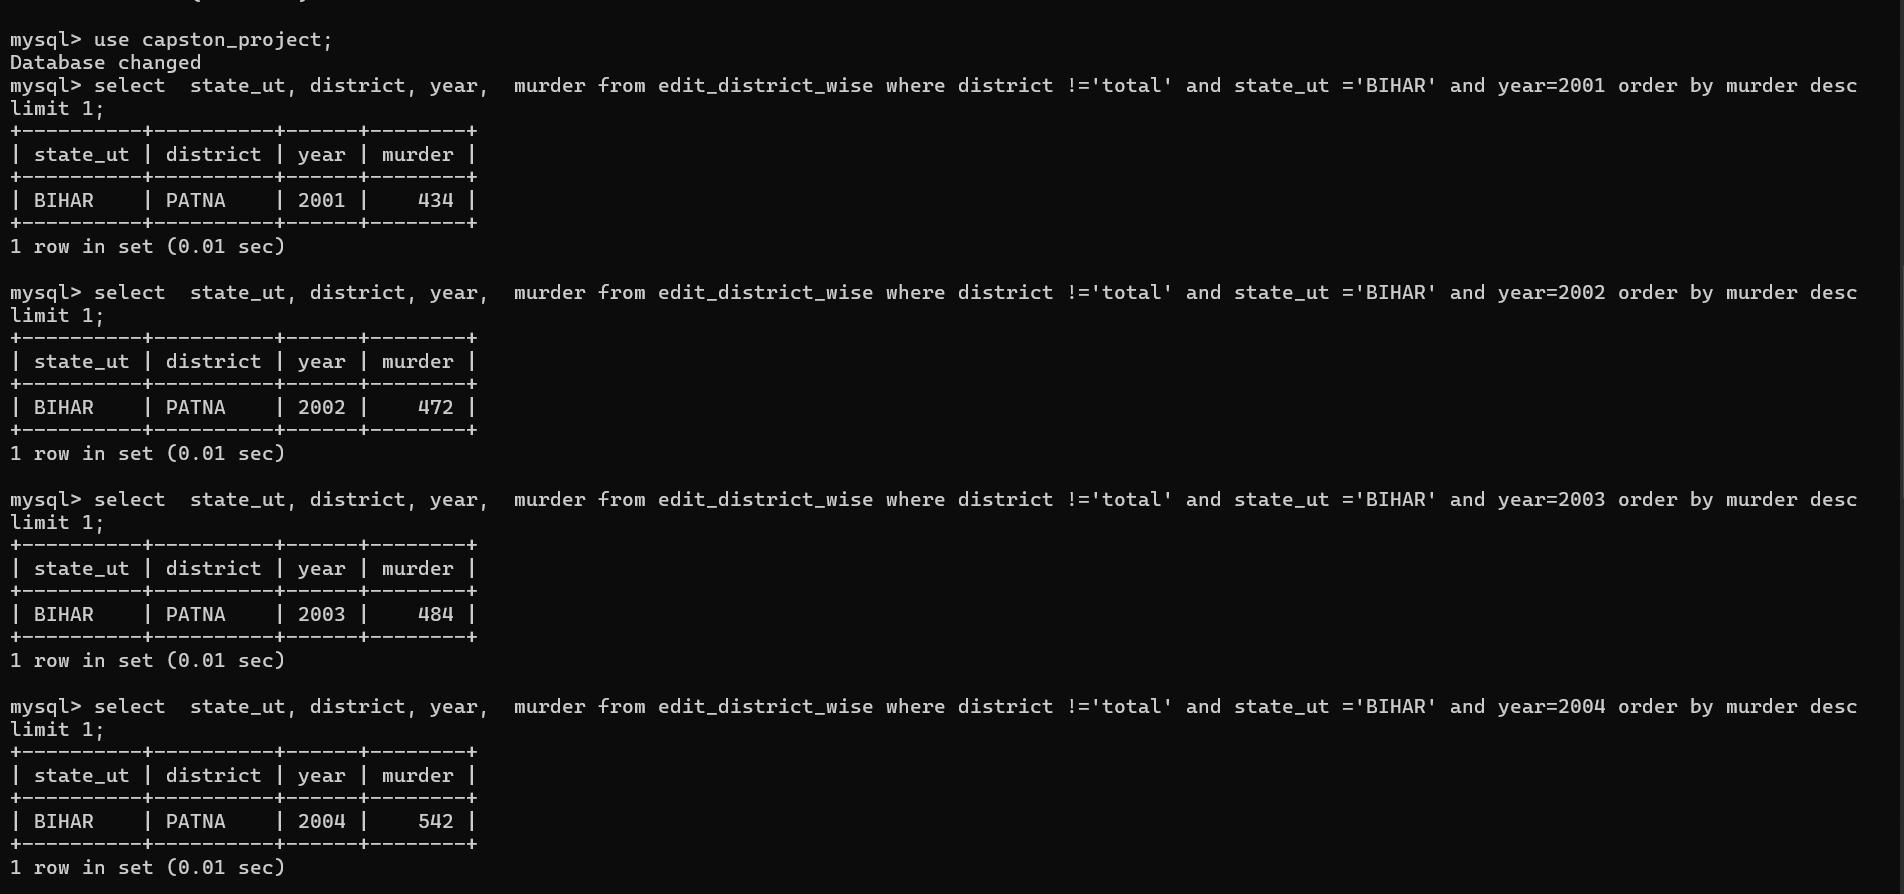 mysql> use capston_project;
Database changed
mysql> select  state_ut, district, year,  murder from edit_district_wise where district !='total' and state_ut ='BIHAR' and year=2001 order by murder desc
limit 1;
+----------+----------+------+--------+
| state_ut | district | year | murder |
+----------+----------+------+--------+
| BIHAR    | PATNA    | 2001 |    434 |
+----------+----------+------+--------+
1 row in set (0.01 sec)
mysql> select  state_ut, district, year,  murder from edit_district_wise where district !='total' and state_ut ='BIHAR' and year=2002 order by murder desc
limit 1;
+----------+----------+------+--------+
| state_ut | district | year | murder |
+----------+----------+------+--------+
| BIHAR    | PATNA    | 2002 |    472 |
+----------+----------+------+--------+
1 row in set (0.01 sec)
mysql> select  state_ut, district, year,  murder from edit_district_wise where district !='total' and state_ut ='BIHAR' and year=2003 order by murder desc
limit 1;
+----------+----------+------+--------+
| state_ut | district | year | murder |
+----------+----------+------+--------+
| BIHAR    | PATNA    | 2003 |    484 |
+----------+----------+------+--------+
1 row in set (0.01 sec)
mysql> select  state_ut, district, year,  murder from edit_district_wise where district !='total' and state_ut ='BIHAR' and year=2004 order by murder desc
limit 1;
+----------+----------+------+--------+
| state_ut | district | year | murder |
+----------+----------+------+--------+
| BIHAR    | PATNA    | 2004 |    542 |
+----------+----------+------+--------+
1 row in set (0.01 sec)